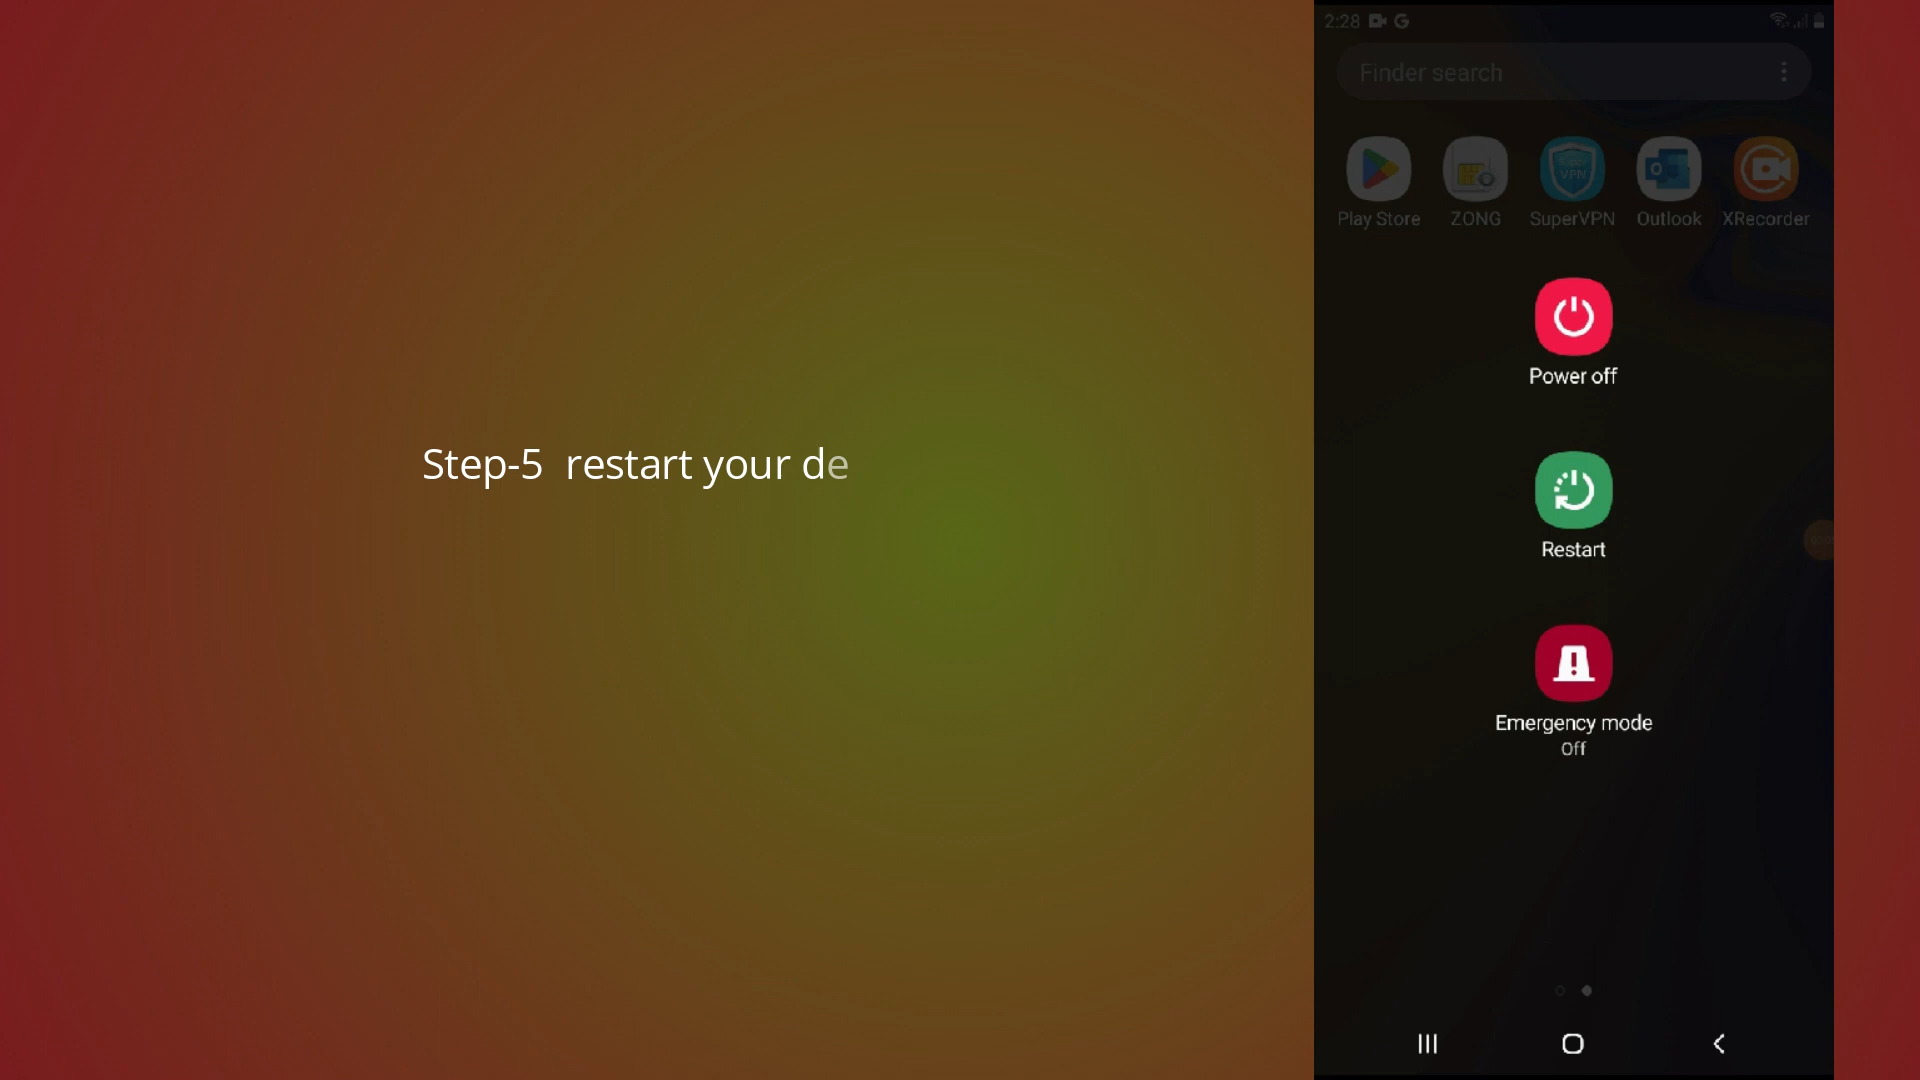 Step-5  restart your de
2:28
Finder search
Play Store
ZONG
SuperVPN
Outlook
XRecorder
Power off
Restart
Emergency mode
Off